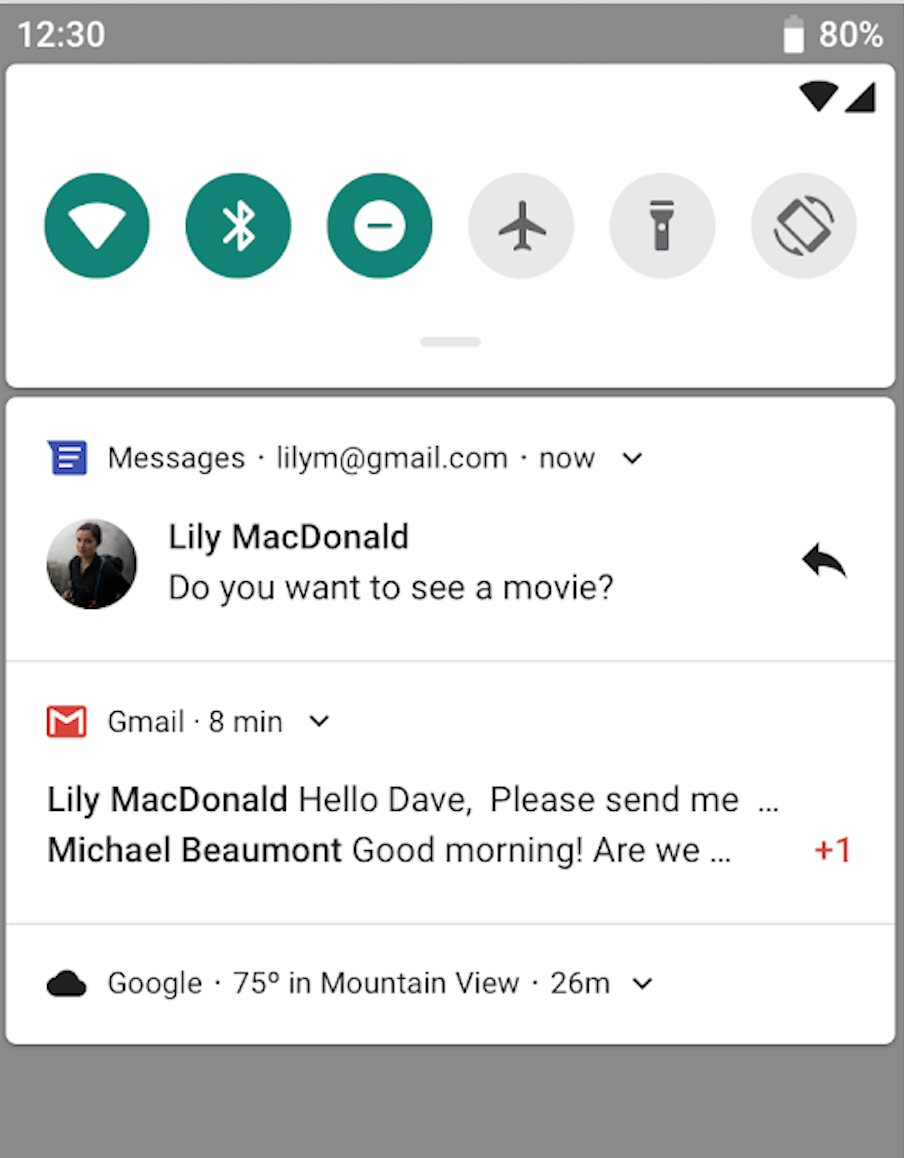 12:30 80%
Messages · lilym@gmail.com · now
Lily MacDonald
Do you want to see a movie?
Gmail · 8 min
Lily MacDonald Hello Dave,  Please send me  ...
Michael Beaumont Good morning! Are we ... +1
Google · 75º in Mountain View · 26m